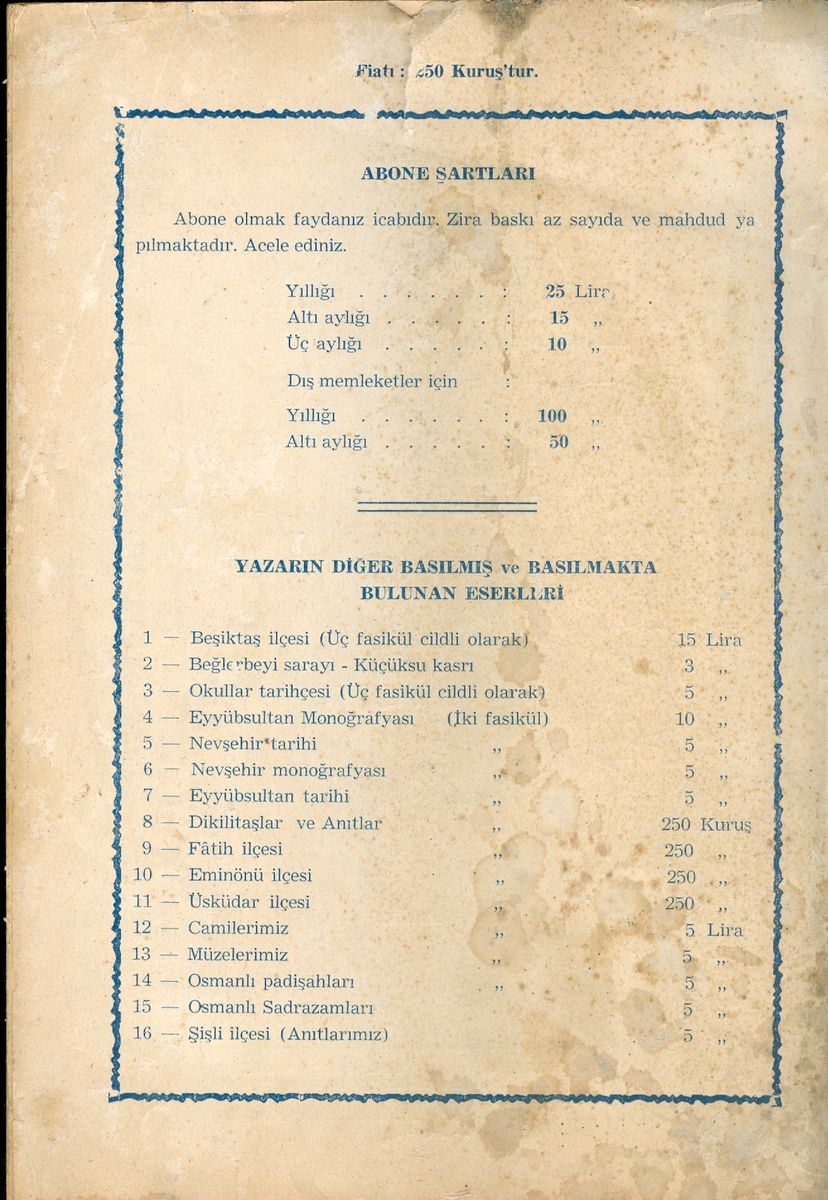 Fiatı : 250 Kuruş'tur.
ABONE ŞARTLARI
Abone olmak faydanız icabıdır. Zira baskı az sayıda ve mahdud ya
pılmaktadır. Acele ediniz.
Yıllığı . . . . . . : 25 Lira
Altı aylığı . . . . . : 15 „
Üç aylığı . . . . . : 10 „
Dış memleketler için :
Yıllığı . . . . . . : 100 „
Altı aylığı . . . . . : 50 „
YAZARIN DİĞER BASILMIŞ ve BASILMAKTA
BULUNAN ESERLERİ
1 — Beşiktaş ilçesi (Üç fasikül cildli olarak) 15 Lira
2 — Beğlerbeyi sarayı - Küçüksu kasrı 3 „
3 — Okullar tarihçesi (Üç fasikül cildli olarak) 5 „
4 — Eyyübsultan Monoğrafyası (İki fasikül) 10 „
5 — Nevşehir tarihi „ 5 „
6 — Nevşehir monoğrafyası „ 5 „
7 — Eyyübsultan tarihi „ 5 „
8 — Dikilitaşlar ve Anıtlar „ 250 Kuruş
9 — Fâtih ilçesi „ 250 „
10 — Eminönü ilçesi „ 250 „
11 — Üsküdar ilçesi „ 250 „
12 — Camilerimiz „ 5 Lira
13 — Müzelerimiz „ 5 „
14 — Osmanlı padişahları „ 5 „
15 — Osmanlı Sadrazamları 5 „
16 — Şişli ilçesi (Anıtlarımız) 5 „